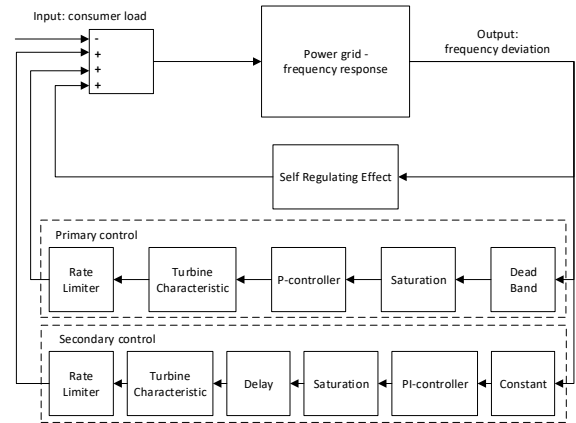 Input: consumer load
-
+
+
+
Power grid -
frequency response
Output:
frequency deviation
Self Regulating Effect
Primary control
Rate
Limiter
Turbine
Characteristic
P-controller
Saturation
Dead
Band
Secondary control
Rate
Limiter
Turbine
Characteristic
Delay
Saturation
PI-controller
Constant